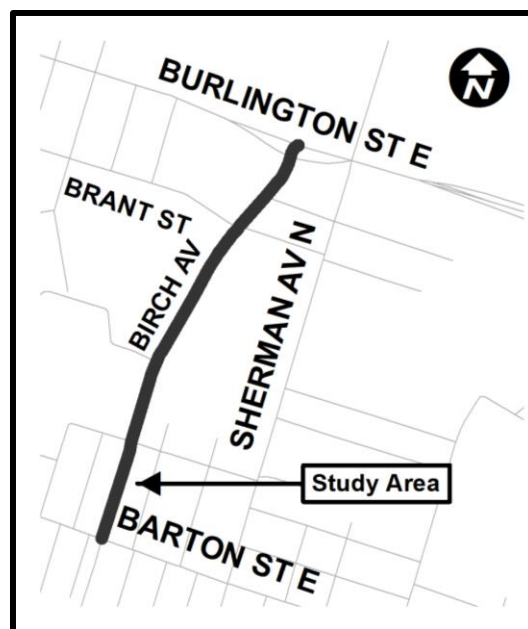 BURLINGTON ST E
N
BRANT ST
BIRCH AV
SHERMAN AV N
Study Area
BARTON ST E